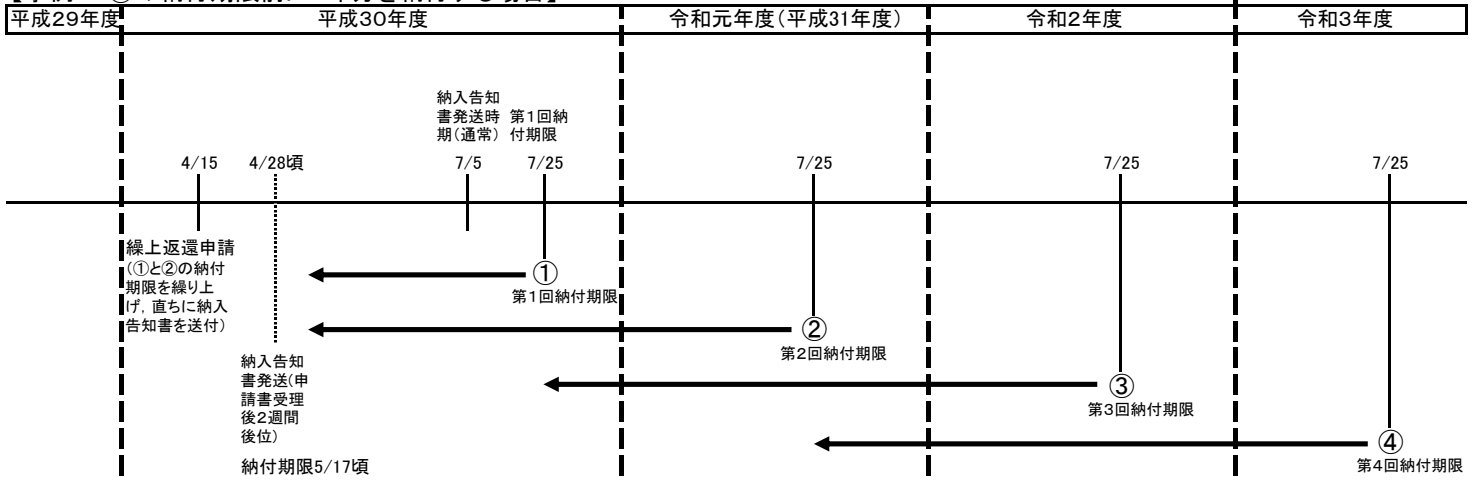 平成29年度 平成30年度 令和元年度(平成31年度) 令和2年度 令和3年度
納入告知
書発送時
期(通常)
第1回納
付期限
4/15 4/28頃 7/5 7/25 7/25 7/25 7/25
繰上返還申請
(①と②の納付
期限を繰り上
げ, 直ちに納入
告知書を送付)
①
第1回納付期限
②
第2回納付期限
納入告知
書発送(申
請書受理
後2週間
後位)
③
第3回納付期限
④
第4回納付期限
納付期限5/17頃